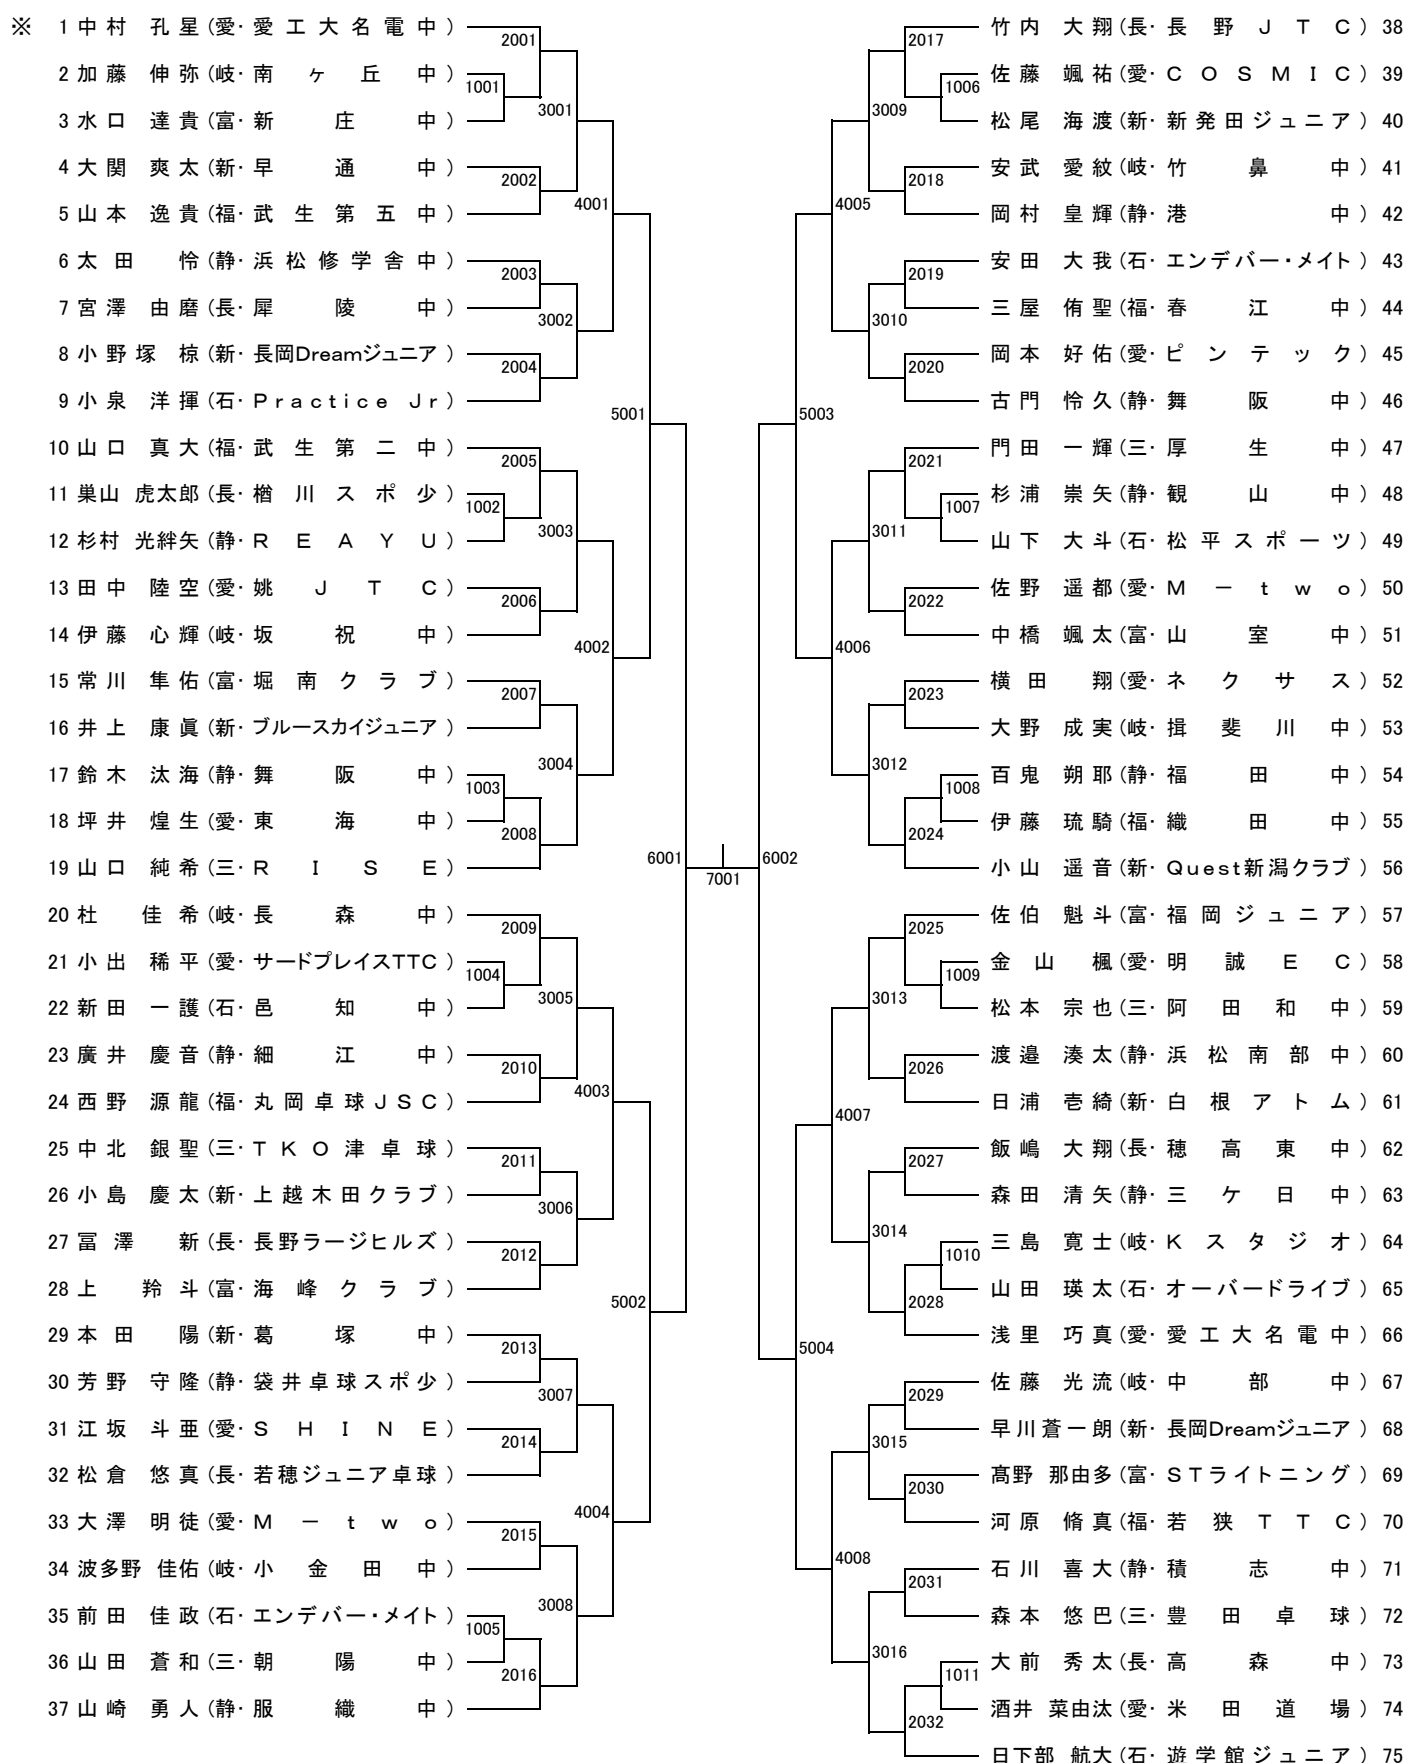 ※ 1 中村 孔星 (愛・愛工大名電中)
2 加藤 伸弥 (岐・南ヶ丘中)
3 水口 達貴 (富・新庄中)
4 大関 爽太 (新・早通中)
5 山本 逸貴 (福・武生第五中)
6 太田 怜 (静・浜松修学舎中)
7 宮澤 由磨 (長・犀陵中)
8 小野塚 椋 (新・長岡Dreamジュニア)
9 小泉 洋揮 (石・Practice Jr)
10 山口 真大 (福・武生第二中)
11 巣山 虎太郎 (長・楢川スポ少)
12 杉村 光絆矢 (静・REAYU)
13 田中 陸空 (愛・姚JTC)
14 伊藤 心輝 (岐・坂祝中)
15 常川 隼佑 (富・堀南クラブ)
16 井上 康眞 (新・ブルースカイジュニア)
17 鈴木 汰海 (静・舞阪中)
18 坪井 煌生 (愛・東海中)
19 山口 純希 (三・RISE)
20 杜 佳希 (岐・長森中)
21 小出 稀平 (愛・サードプレイスTTC)
22 新田 一護 (石・邑知中)
23 廣井 慶音 (静・細江中)
24 西野 源龍 (福・丸岡卓球JSC)
25 中北 銀聖 (三・TKO津卓球)
26 小島 慶太 (新・上越木田クラブ)
27 冨澤 新 (長・長野ラージヒルズ)
28 上 羚斗 (富・海峰クラブ)
29 本田 陽 (新・葛塚中)
30 芳野 守隆 (静・袋井卓球スポ少)
31 江坂 斗亜 (愛・SHINE)
32 松倉 悠真 (長・若穂ジュニア卓球)
33 大澤 明徒 (愛・M－two)
34 波多野 佳佑 (岐・小金田中)
35 前田 佳政 (石・エンデバー・メイト)
36 山田 蒼和 (三・朝陽中)
37 山崎 勇人 (静・服織中)
1001
1002
1003
1004
1005
2001
2002
2003
2004
2005
2006
2007
2008
2009
2010
2011
2012
2013
2014
2015
2016
3001
3002
3003
3004
3005
3006
3007
3008
4001
4002
4003
4004
5001
5002
6001
7001
6002
5003
5004
4005
4006
4007
4008
3009
3010
3011
3012
3013
3014
3015
3016
2017
2018
2019
2020
2021
2022
2023
2024
2025
2026
2027
2028
2029
2030
2031
2032
1006
1007
1008
1009
1010
1011
竹内 大翔 (長・長野JTC) 38
佐藤 颯祐 (愛・COSMIC) 39
松尾 海渡 (新・新発田ジュニア) 40
安武 愛紋 (岐・竹鼻中) 41
岡村 皇輝 (静・港中) 42
安田 大我 (石・エンデバー・メイト) 43
三屋 侑聖 (福・春江中) 44
岡本 好佑 (愛・ピンテック) 45
古門 怜久 (静・舞阪中) 46
門田 一輝 (三・厚生中) 47
杉浦 崇矢 (静・観山中) 48
山下 大斗 (石・松平スポーツ) 49
佐野 遥都 (愛・M－two) 50
中橋 颯太 (富・山室中) 51
横田 翔 (愛・ネクサス) 52
大野 成実 (岐・揖斐川中) 53
百鬼 朔耶 (静・福田中) 54
伊藤 琉騎 (福・織田中) 55
小山 遥音 (新・Quest新潟クラブ) 56
佐伯 魁斗 (富・福岡ジュニア) 57
金山 楓 (愛・明誠EC) 58
松本 宗也 (三・阿田和中) 59
渡邉 湊太 (静・浜松南部中) 60
日浦 壱綺 (新・白根アトム) 61
飯嶋 大翔 (長・穂高東中) 62
森田 清矢 (静・三ケ日中) 63
三島 寛士 (岐・Kスタジオ) 64
山田 瑛太 (石・オーバードライブ) 65
浅里 巧真 (愛・愛工大名電中) 66
佐藤 光流 (岐・中部中) 67
早川 蒼一朗 (新・長岡Dreamジュニア) 68
髙野 那由多 (富・STライトニング) 69
河原 脩真 (福・若狭TTC) 70
石川 喜大 (静・積志中) 71
森本 悠巴 (三・豊田卓球) 72
大前 秀太 (長・高森中) 73
酒井 菜由汰 (愛・米田道場) 74
日下部 航大 (石・遊学館ジュニア) 75